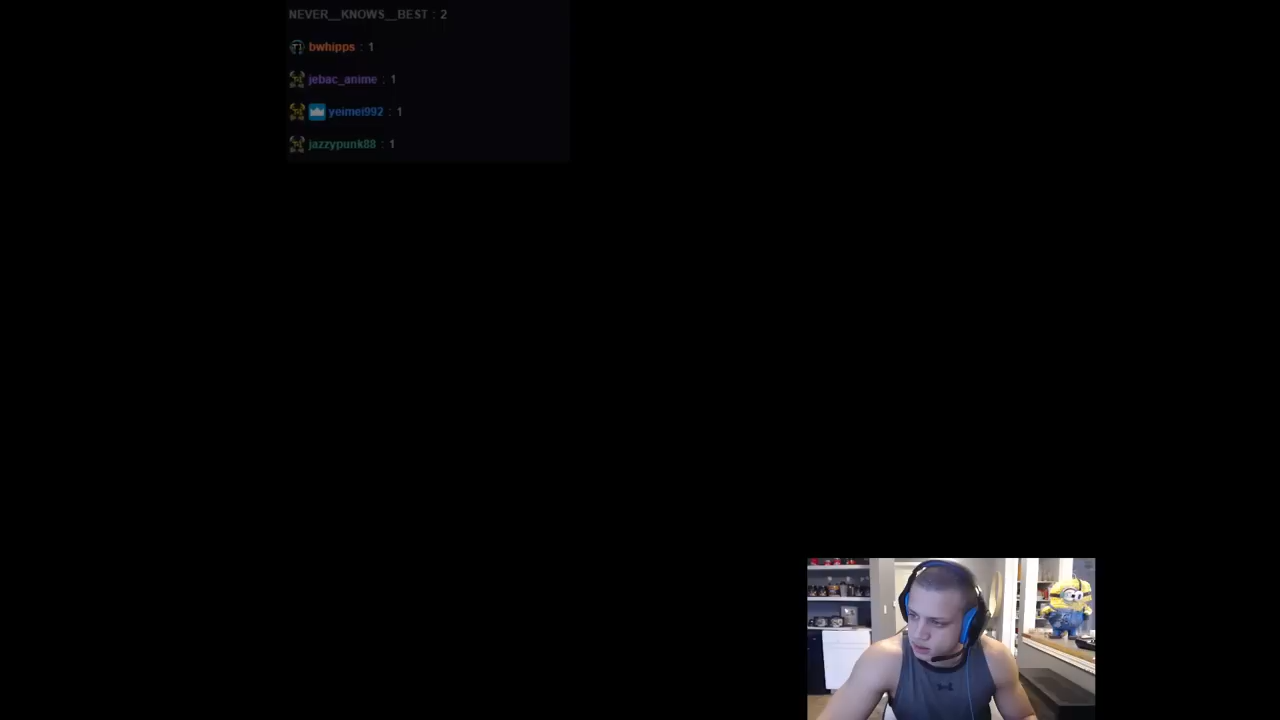 NEVER__KNOWS__BEST : 2
bwhipps : 1
jebac_anime : 1
yeimei992 : 1
jazzypunk88 : 1